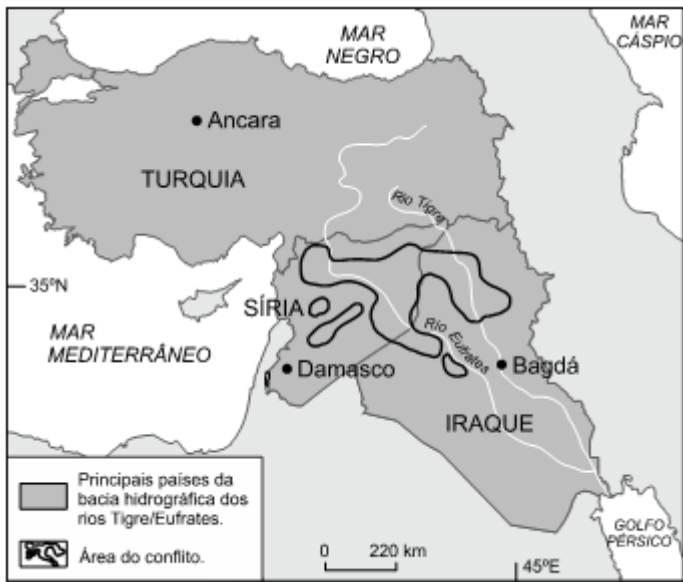 MAR
NEGRO
MAR
CÁSPIO
Ancara
TURQUIA
Rio Tigre
35ºN
SÍRIA
MAR
MEDITERRÂNEO
Rio Eufrates
Damasco
Bagdá
IRAQUE
Principais países da
bacia hidrográfica dos
rios Tigre/Eufrates.
Área do conflito.
0 220 km
45ºE
GOLFO
PÉRSICO